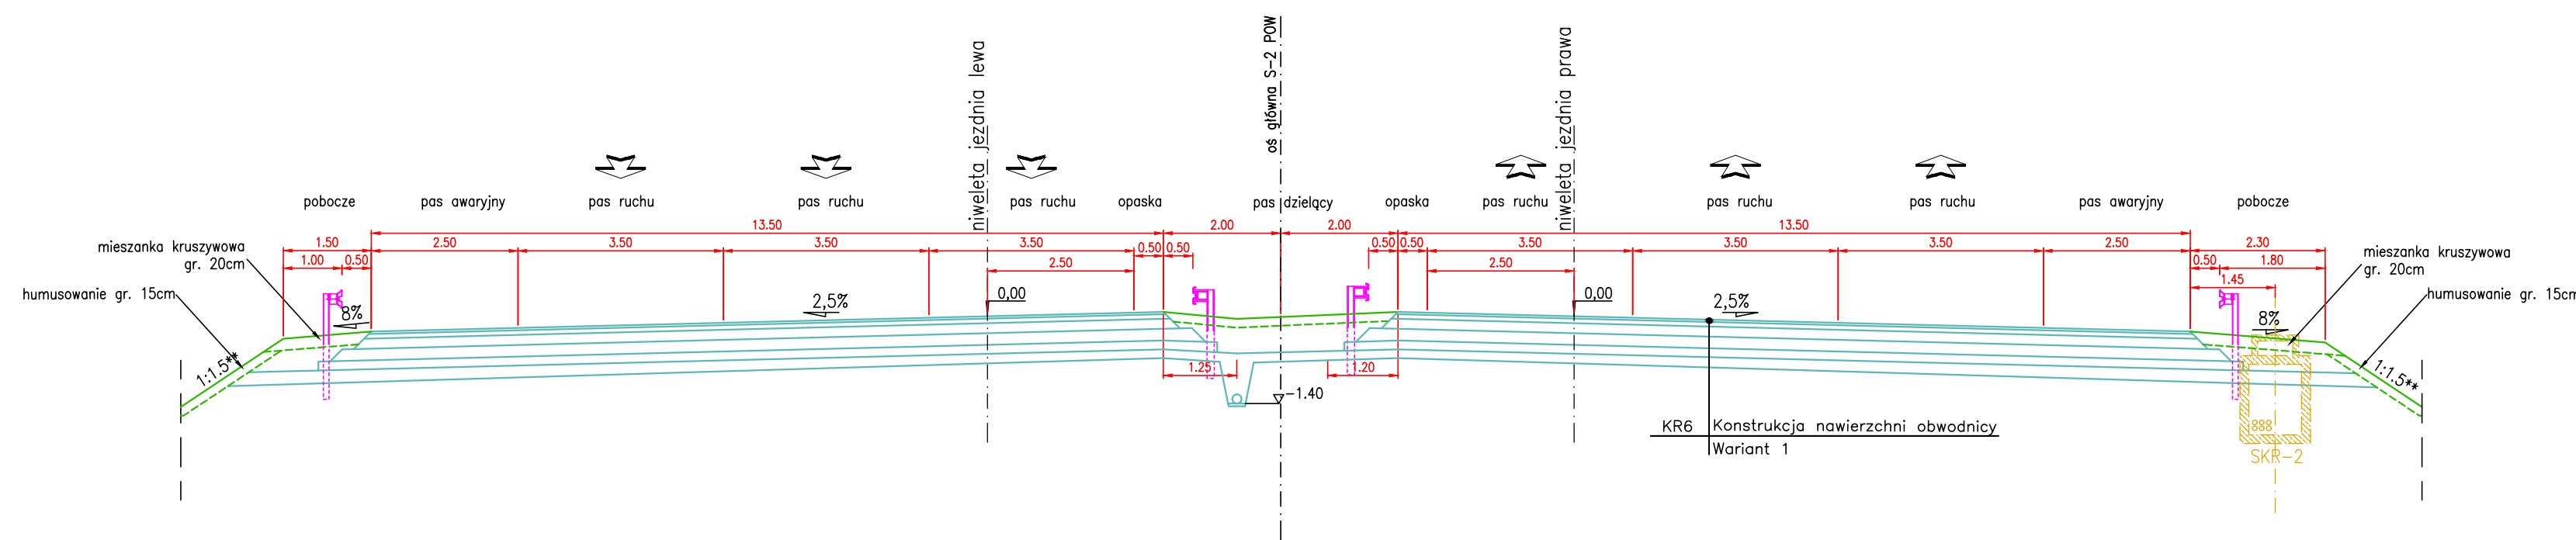 niweleta jezdnia lewa
oś główna S-2 POW
niweleta jezdnia prawa
pobocze pas awaryjny pas ruchu pas ruchu pas ruchu opaska pas dzielący opaska pas ruchu pas ruchu pas ruchu pas awaryjny pobocze
13.50 2.00 2.00 13.50
1.50 2.50 3.50 3.50 3.50 0.50 0.50 0.50 0.50 3.50 3.50 3.50 2.50 2.30
1.00 0.50 2.50 2.50 0.50 1.80
1.45
mieszanka kruszywowa
gr. 20cm
mieszanka kruszywowa
gr. 20cm
humusowanie gr. 15cm
humusowanie gr. 15cm
8% 2,5% 0,00 0,00 2,5% 8%
1:1.5** 1.25 1.20 1:1.5**
-1.40
KR6 Konstrukcja nawierzchni obwodnicy
Wariant 1
888
SKR-2